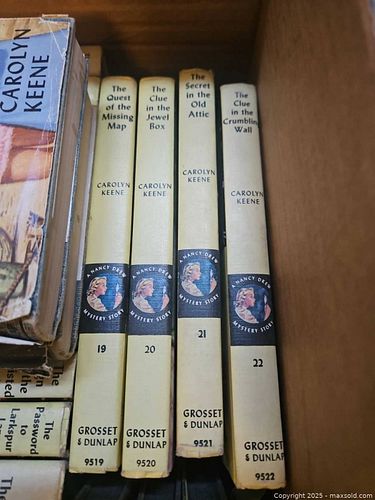 CAROLYN
KEENE
The Quest
of the
Missing
Map
CAROLYN
KEENE
A NANCY DREW
MYSTERY STORY
19
GROSSET
& DUNLAP
9519
The Clue
in the
Jewel
Box
CAROLYN
KEENE
A NANCY DREW
MYSTERY STORY
20
GROSSET
& DUNLAP
9520
The
Secret
in the
Old
Attic
CAROLYN
KEENE
A NANCY DREW
MYSTERY STORY
21
GROSSET
& DUNLAP
9521
The
Clue in
the
Crumblin
Wall
CAROLYN
KEENE
A NANCY DREW
MYSTERY STORY
22
GROSSET
& DUNLAP
9522
the
The
Password
to
Larkspur
The
Copyright © 2025 - maxsold.com